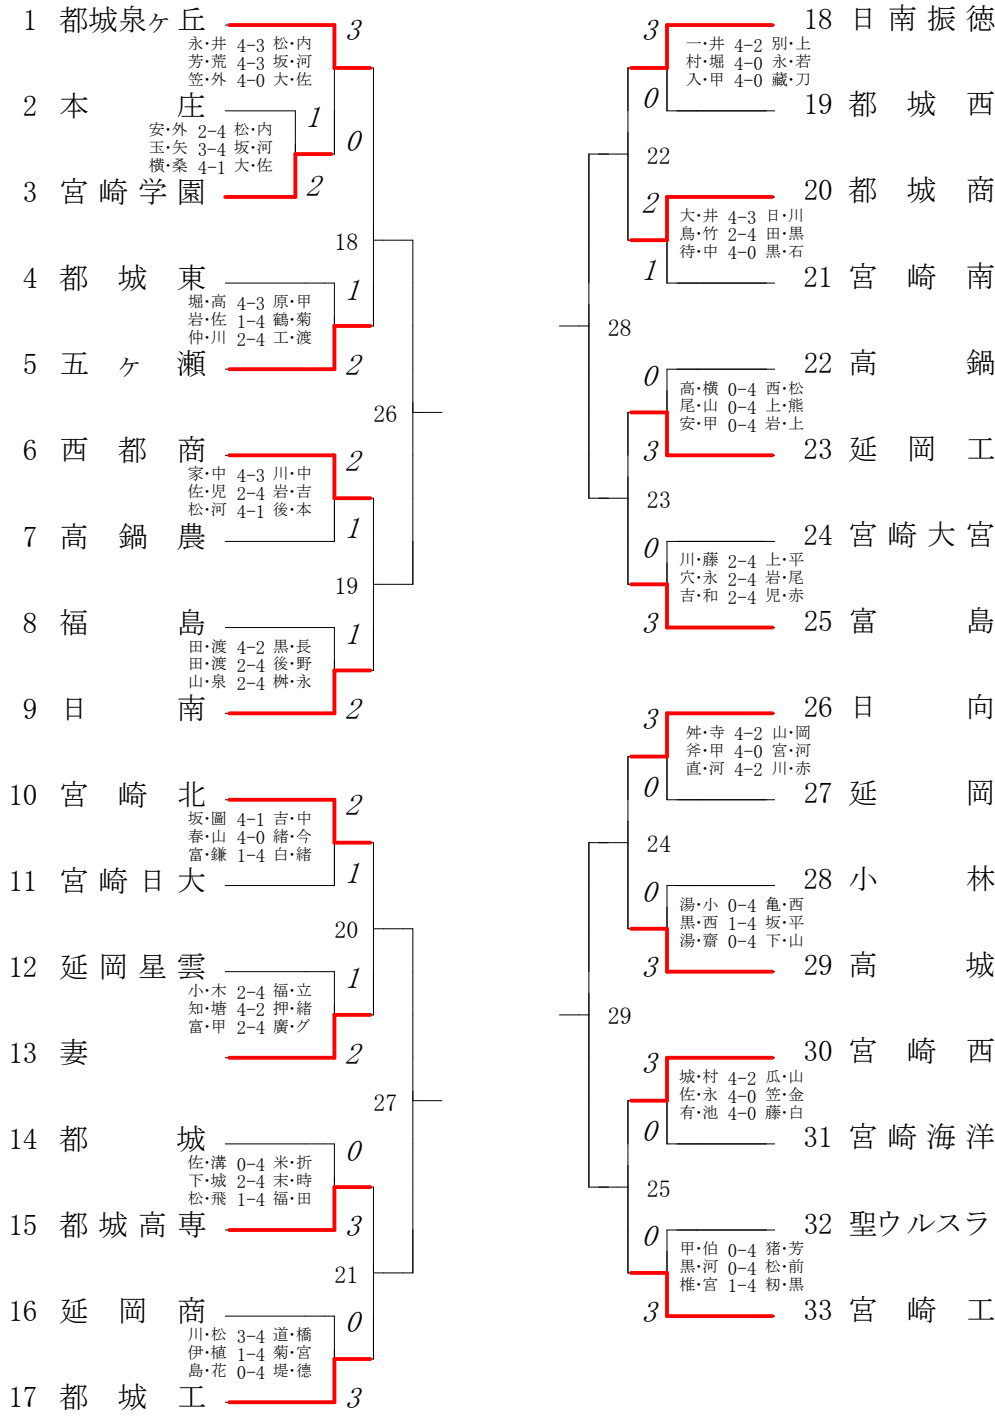 1 都城泉ヶ丘
3
永・井 4-3 松・内
芳・荒 4-3 坂・河
笠・外 4-0 大・佐
2 本 庄
1
0
安・外 2-4 松・内
玉・矢 3-4 坂・河
横・桑 4-1 大・佐
3 宮崎学園
2
18
4 都城東
1
堀・高 4-3 原・甲
岩・佐 1-4 鶴・菊
仲・川 2-4 工・渡
5 五ヶ瀬
2
26
6 西都商
2
家・中 4-3 川・中
佐・児 2-4 岩・吉
松・河 4-1 後・本
7 高鍋農
1
19
8 福島
1
田・渡 4-2 黒・長
田・渡 2-4 後・野
山・泉 2-4 桝・永
9 日南
2
10 宮崎北
2
坂・圖 4-1 吉・中
春・山 4-0 緒・今
富・鎌 1-4 白・緒
11 宮崎日大
1
20
12 延岡星雲
1
小・木 2-4 福・立
知・塘 4-2 押・緒
富・甲 2-4 廣・グ
13 妻
2
27
14 都城
0
佐・溝 0-4 米・折
下・城 2-4 末・時
松・飛 1-4 福・田
15 都城高専
3
21
16 延岡商
0
川・松 3-4 道・橋
伊・植 1-4 菊・宮
島・花 0-4 堤・德
17 都城工
3
3
18 日南振徳
一・井 4-2 別・上
村・堀 4-0 永・若
入・甲 4-0 藏・刀
0
19 都城西
22
2
20 都城商
大・井 4-3 日・川
鳥・竹 2-4 田・黒
待・中 4-0 黒・石
1
21 宮崎南
28
0
22 高鍋
高・横 0-4 西・松
尾・山 0-4 上・熊
安・甲 0-4 岩・上
3
23 延岡工
23
0
24 宮崎大宮
川・藤 2-4 上・平
穴・永 2-4 岩・尾
吉・和 2-4 児・赤
3
25 富島
3
26 日向
舛・寺 4-2 山・岡
斧・甲 4-0 宮・河
直・河 4-2 川・赤
0
27 延岡
24
0
28 小林
湯・小 0-4 亀・西
黒・西 1-4 坂・平
湯・齋 0-4 下・山
3
29 高城
29
3
30 宮崎西
城・村 4-2 瓜・山
佐・永 4-0 笠・金
有・池 4-0 藤・白
0
31 宮崎海洋
25
0
32 聖ウルスラ
甲・伯 0-4 猪・芳
黒・河 0-4 松・前
椎・宮 1-4 籾・黒
3
33 宮崎工